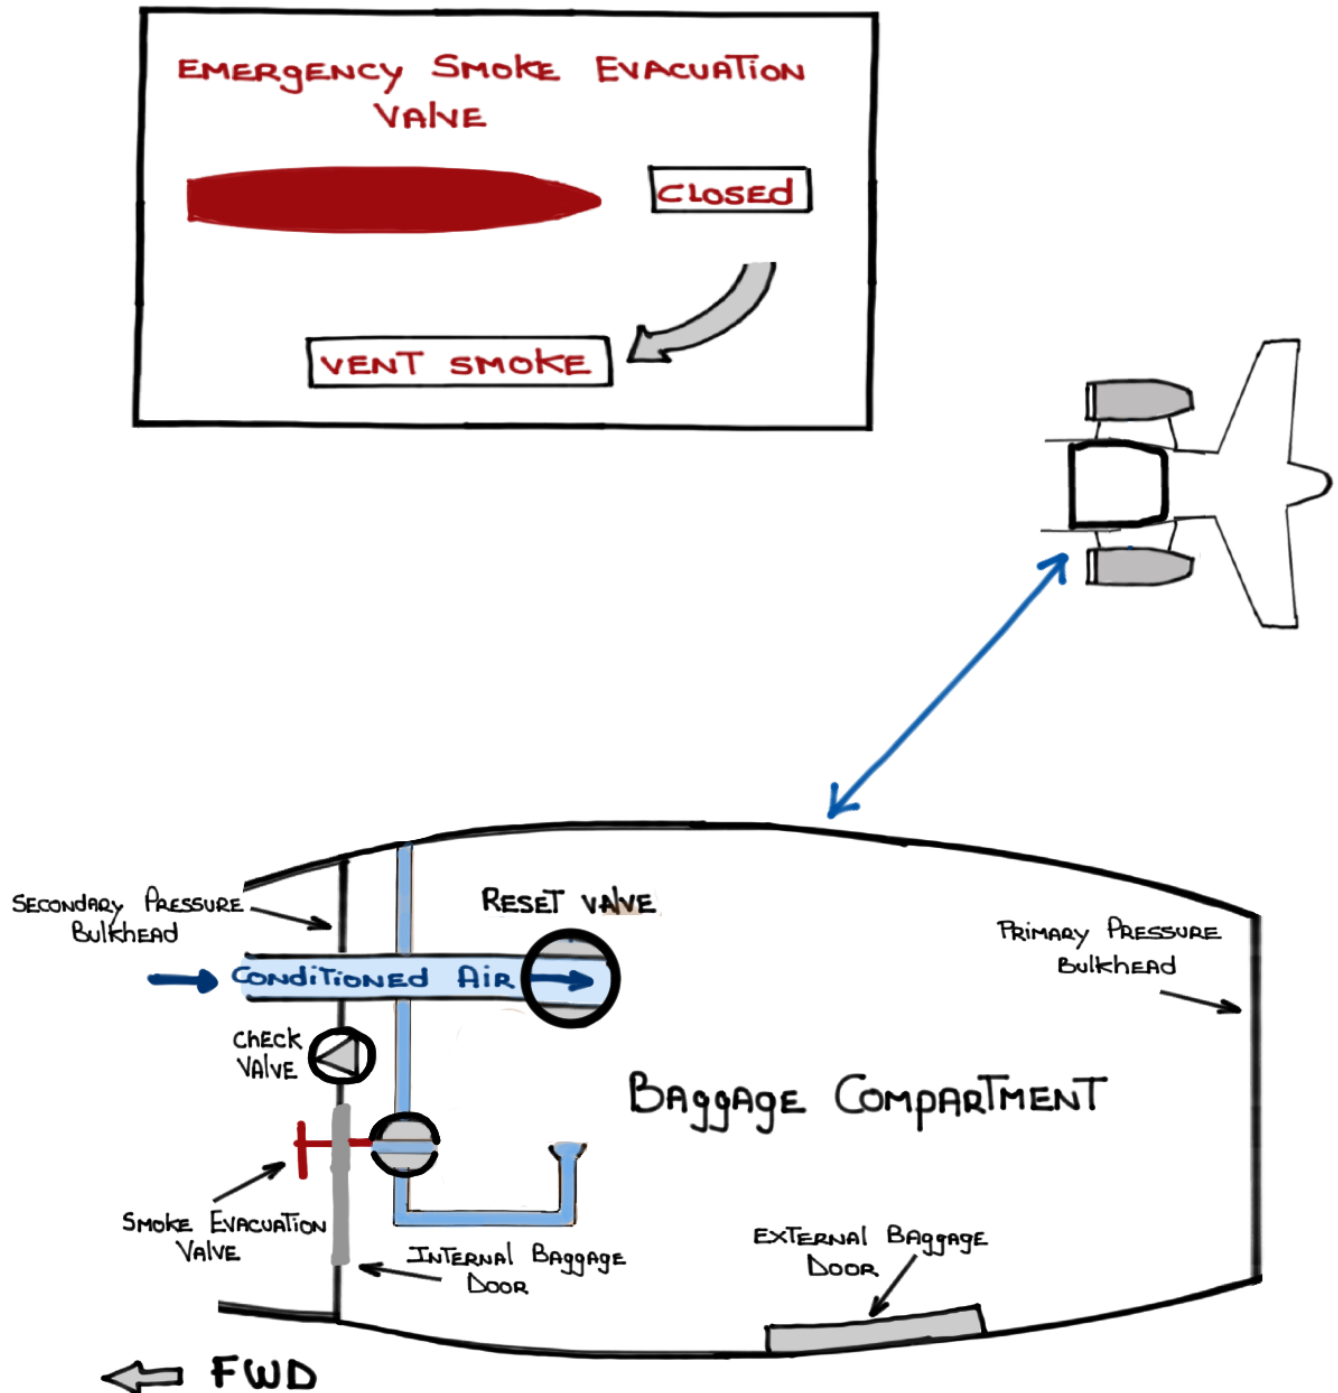 EMERGENCY SMOKE EVACUATION
VALVE
CLOSED
VENT SMOKE
SECONDARY PRESSURE
BULKHEAD
RESET VALVE
PRIMARY PRESSURE
BULKHEAD
CONDITIONED AIR
CHECK
VALVE
BAGGAGE COMPARTMENT
SMOKE EVACUATION
VALVE
INTERNAL BAGGAGE
DOOR
EXTERNAL BAGGAGE
DOOR
FWD